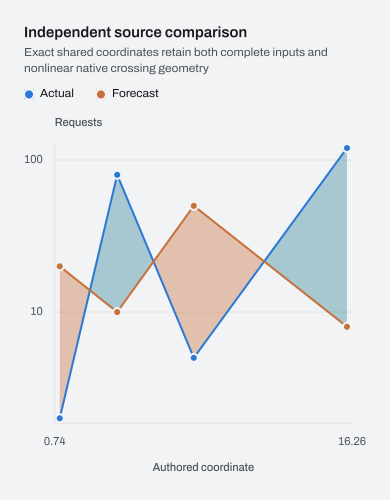 Independent source comparison
Exact shared coordinates retain both complete inputs and
nonlinear native crossing geometry
Actual Forecast
Requests
100
10
0.74 16.26
Authored coordinate